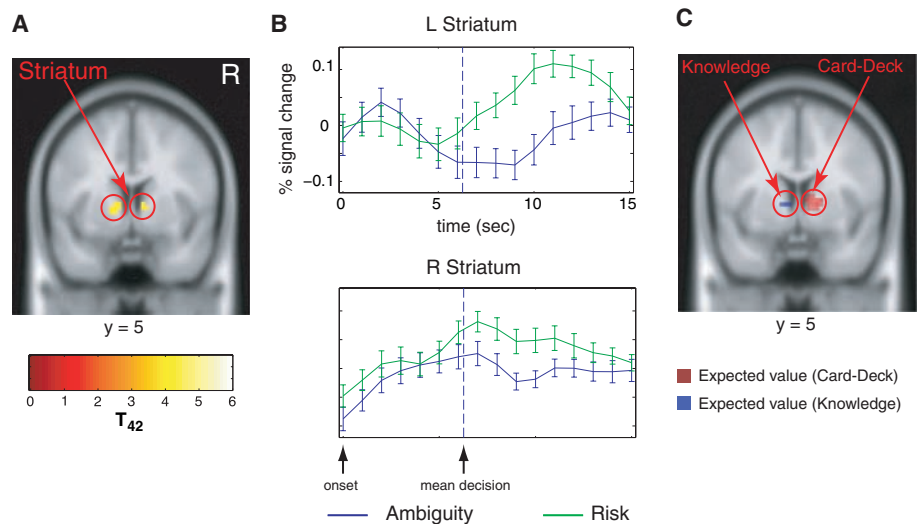 A
Striatum
R
y = 5
0 1 2 3 4 5 6
T42
B
L Striatum
% signal change
0.1
0
−0.1
0 5 10 15
time (sec)
R Striatum
onset
mean decision
Ambiguity
Risk
C
Knowledge
Card-Deck
y = 5
Expected value (Card-Deck)
Expected value (Knowledge)